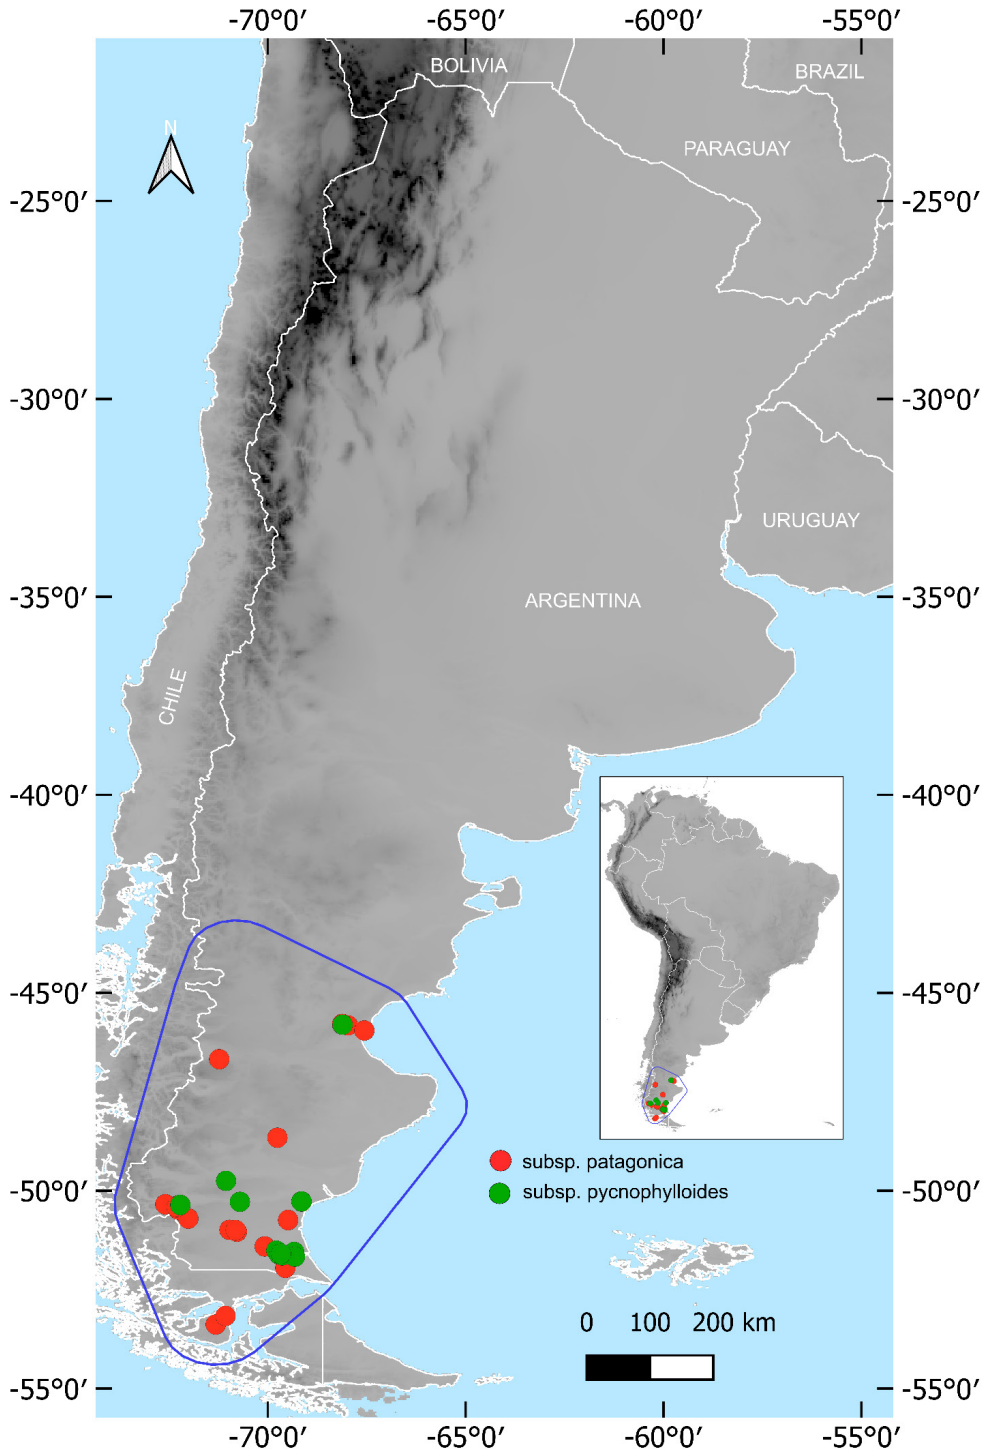 -70°0′ -65°0′ -60°0′ -55°0′
BOLIVIA
BRAZIL
N
PARAGUAY
-25°0′ -25°0′
-30°0′ -30°0′
URUGUAY
-35°0′ -35°0′
ARGENTINA
CHILE
-40°0′ -40°0′
-45°0′ -45°0′
subsp. patagonica
-50°0′ -50°0′
subsp. pycnophylloides
0 100 200 km
-55°0′ -55°0′
-70°0′ -65°0′ -60°0′ -55°0′